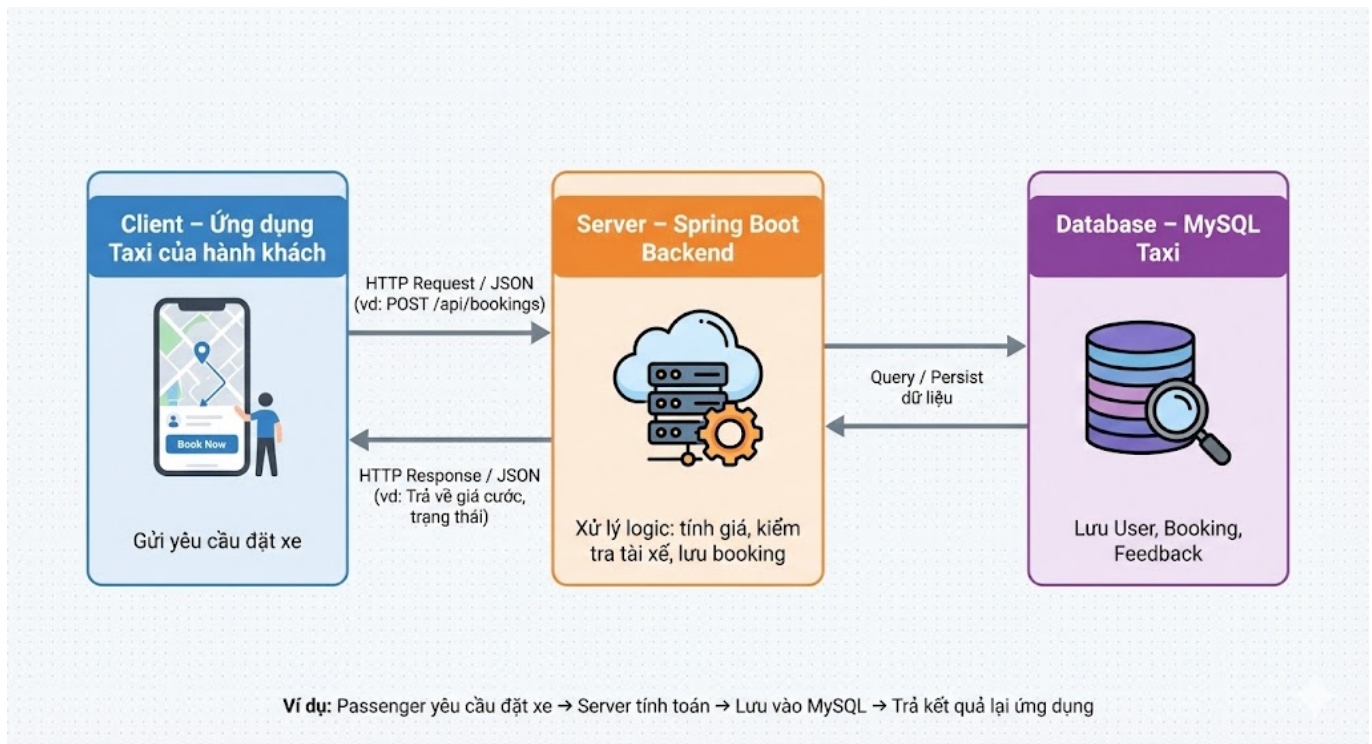 Client – Ứng dụng
Taxi của hành khách
Book Now
Gửi yêu cầu đặt xe
HTTP Request / JSON
(vd: POST /api/bookings)
HTTP Response / JSON
(vd: Trả về giá cước,
trạng thái)
Server – Spring Boot
Backend
Xử lý logic: tính giá, kiểm
tra tài xế, lưu booking
Query / Persist
dữ liệu
Database – MySQL
Taxi
Lưu User, Booking,
Feedback
Ví dụ: Passenger yêu cầu đặt xe → Server tính toán → Lưu vào MySQL → Trả kết quả lại ứng dụng